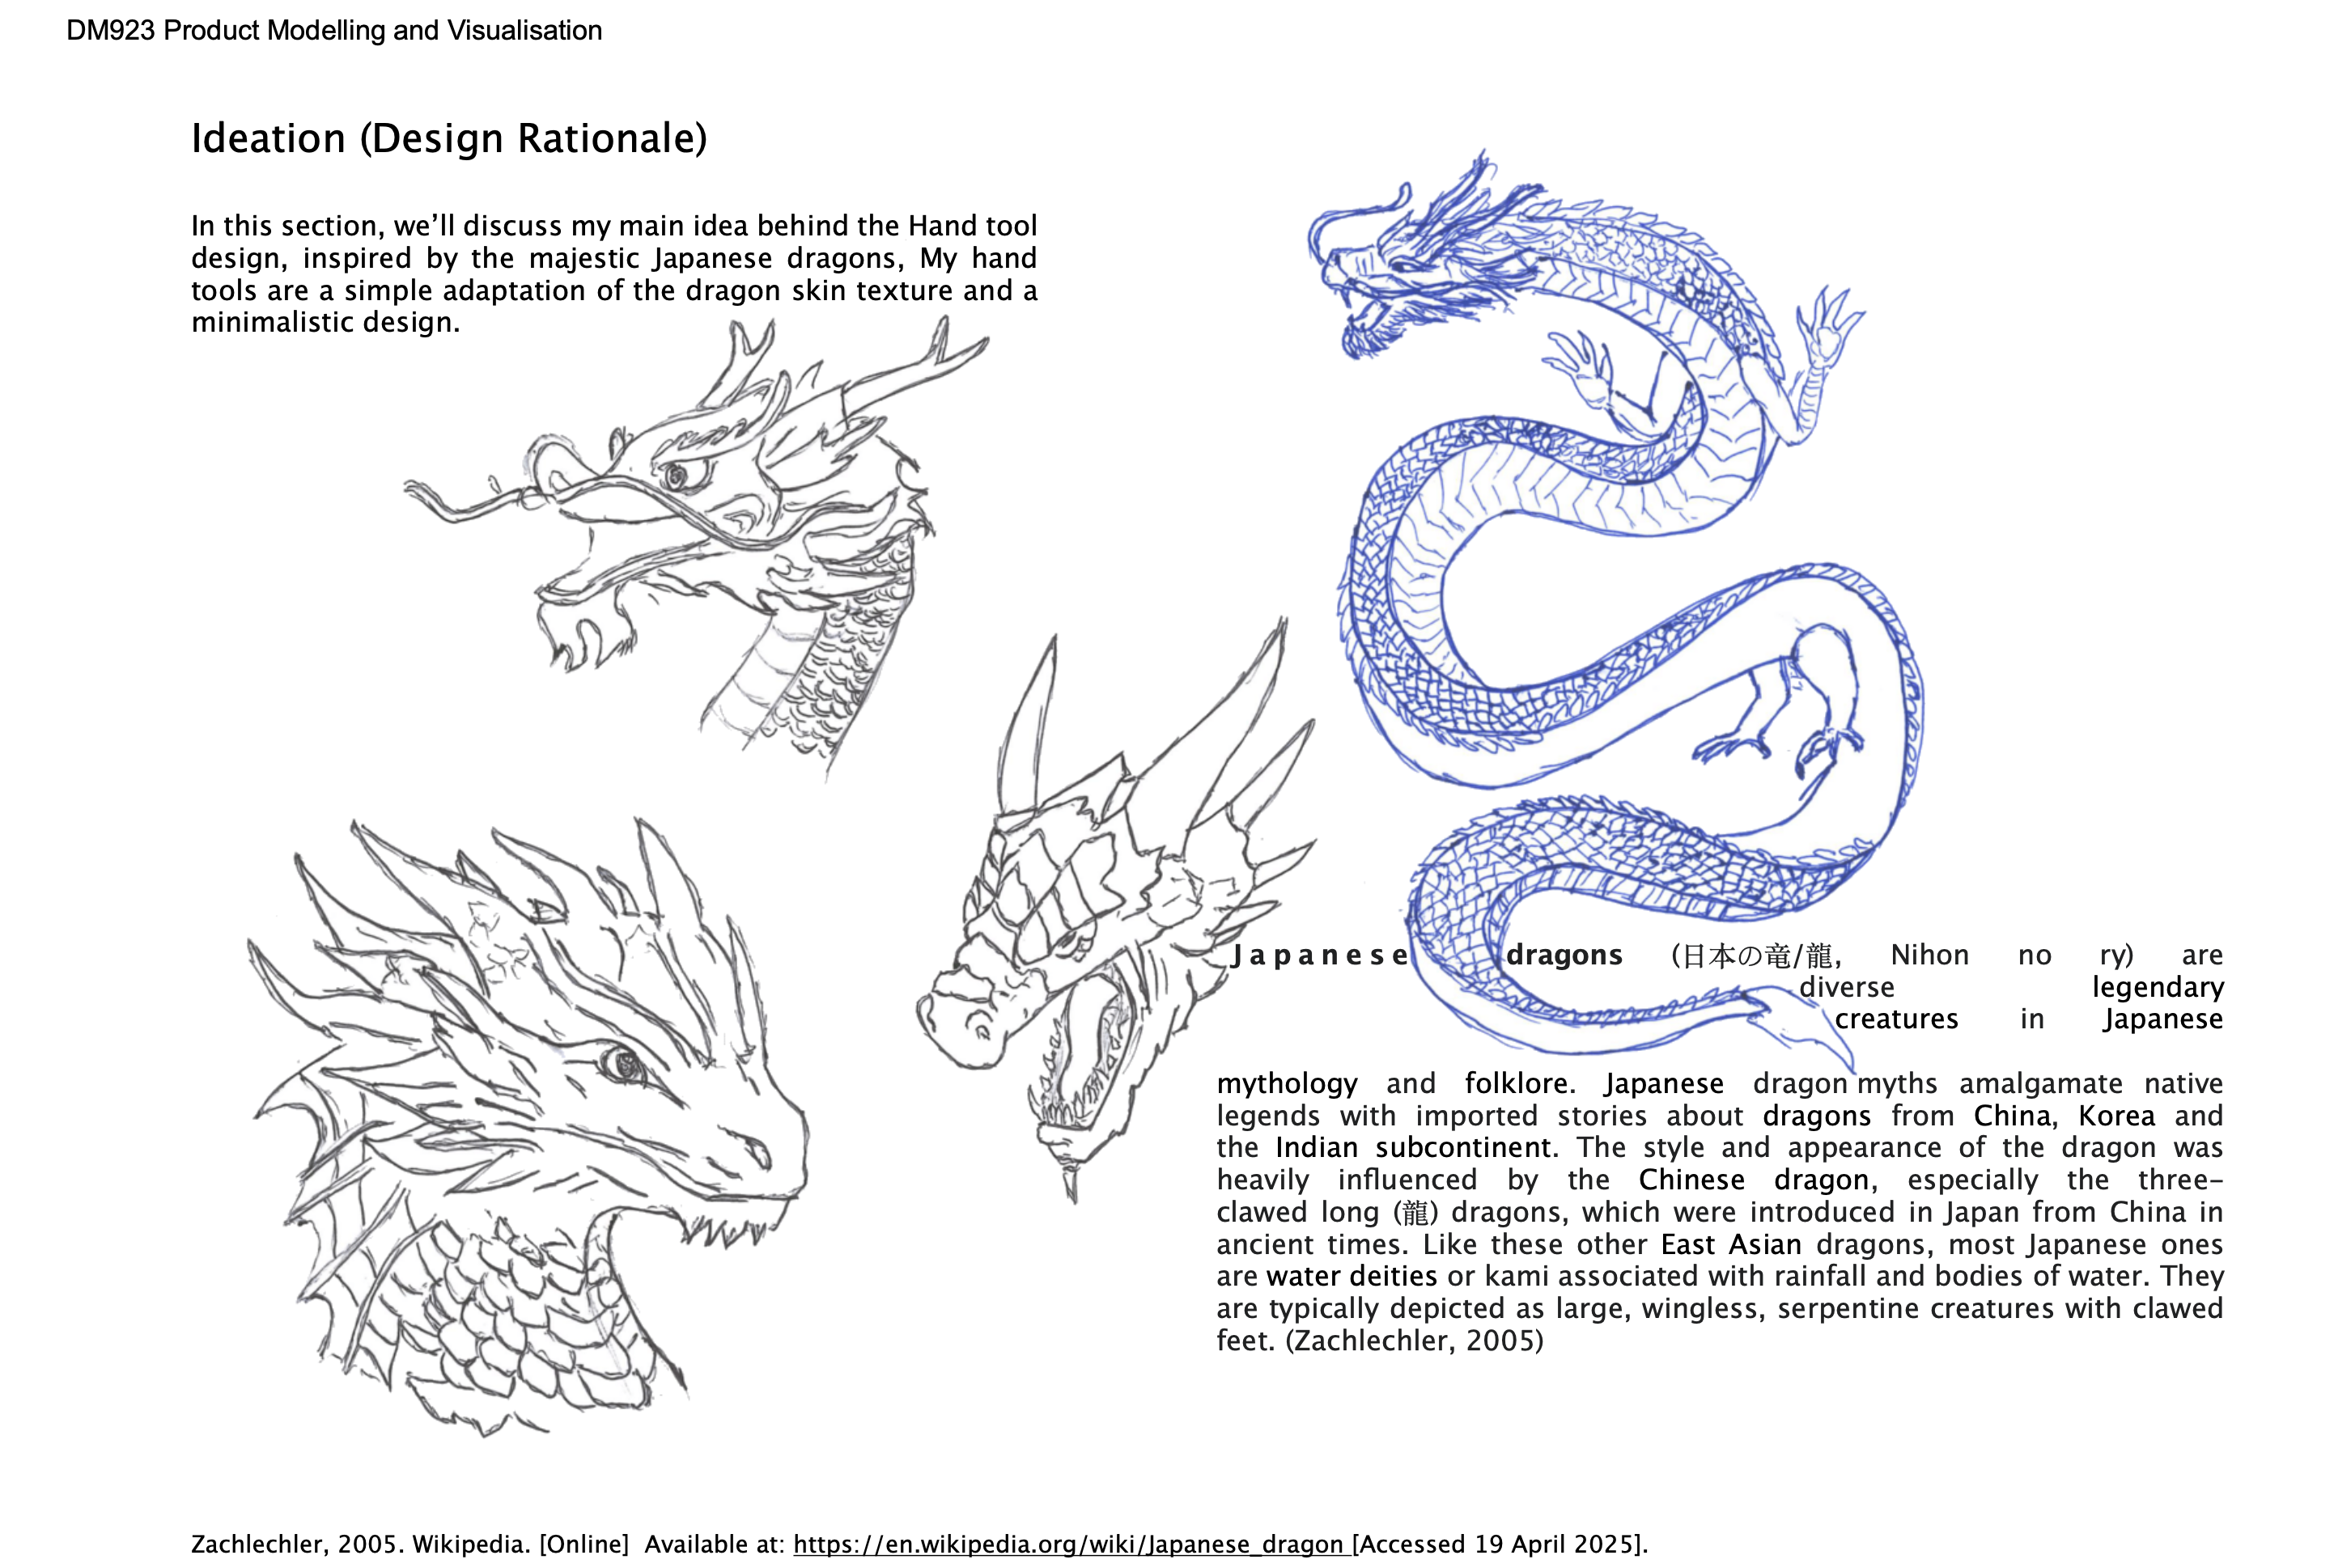 DM923 Product Modelling and Visualisation
Ideation (Design Rationale)
In this section, we’ll discuss my main idea behind the Hand tool
design, inspired by the majestic Japanese dragons, My hand
tools are a simple adaptation of the dragon skin texture and a
minimalistic design.
Japanese dragons (日本の竜/龍, Nihon no ry) are
diverse legendary
creatures in Japanese
mythology and folklore. Japanese dragon myths amalgamate native
legends with imported stories about dragons from China, Korea and
the Indian subcontinent. The style and appearance of the dragon was
heavily influenced by the Chinese dragon, especially the three–
clawed long (龍) dragons, which were introduced in Japan from China in
ancient times. Like these other East Asian dragons, most Japanese ones
are water deities or kami associated with rainfall and bodies of water. They
are typically depicted as large, wingless, serpentine creatures with clawed
feet. (Zachlechler, 2005)
Zachlechler, 2005. Wikipedia. [Online] Available at: https://en.wikipedia.org/wiki/Japanese_dragon [Accessed 19 April 2025].